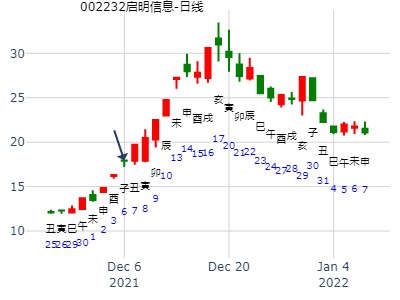 002232启明信息-日线
30
25
20
15
10
丑 寅 巳 午 未 申 酉 子 丑 寅 卯 辰 未 申 酉 戌 亥 寅 卯 辰 巳 午 酉 戌 亥 子 丑 巳 午 未 申
25 26 29 30 1 2 3 6 7 8 9 10 13 14 15 16 17 20 21 22 23 24 27 28 29 30 31 4 5 6 7
Dec 6 Dec 20 Jan 4
2021 2022